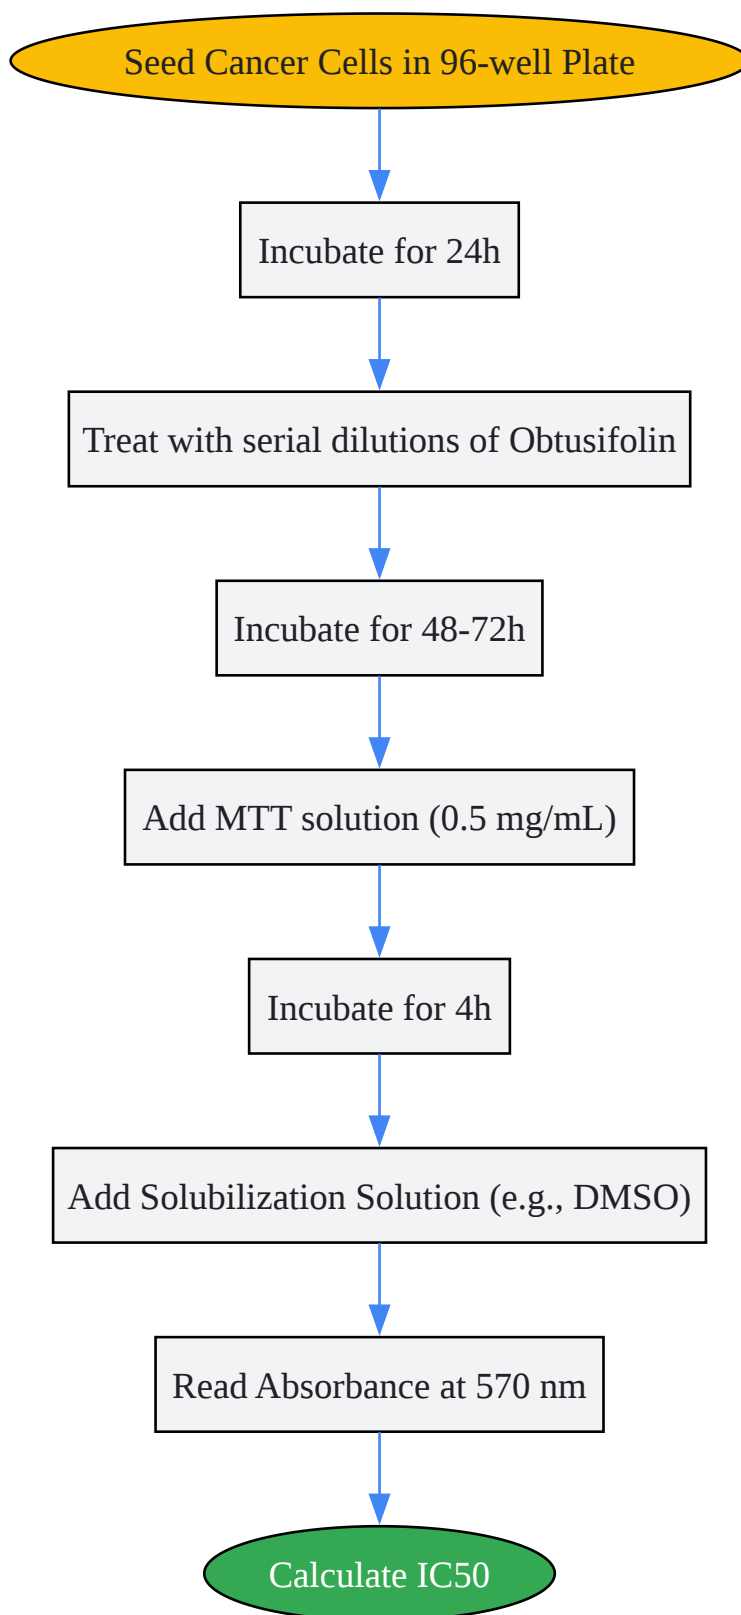 Seed Cancer Cells in 96-well Plate
Incubate for 24h
Treat with serial dilutions of Obtusifolin
Incubate for 48-72h
Add MTT solution (0.5 mg/mL)
Incubate for 4h
Add Solubilization Solution (e.g., DMSO)
Read Absorbance at 570 nm
Calculate IC50